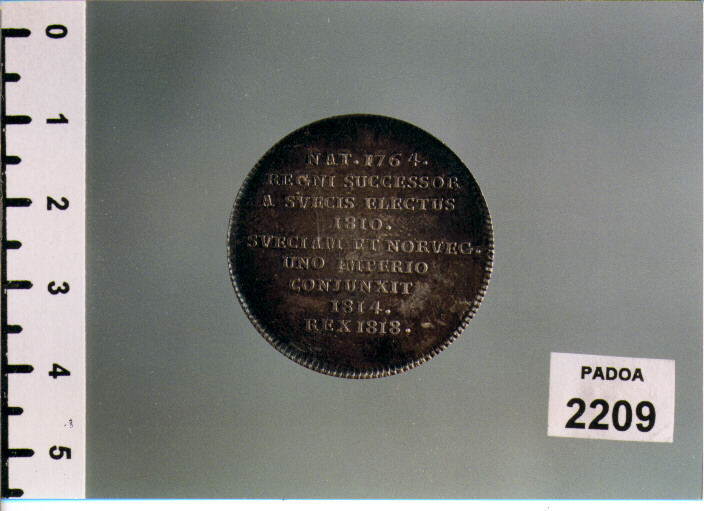 0
1
2
3
4
5
NAT. 1764.
REGNI SUCCESSOR
A SVECIS ELECTUS
1810.
SVECIAM ET NORVEG.
UNO IMPERIO
CONJUNXIT
1814.
REX 1818.
PADOA
2209